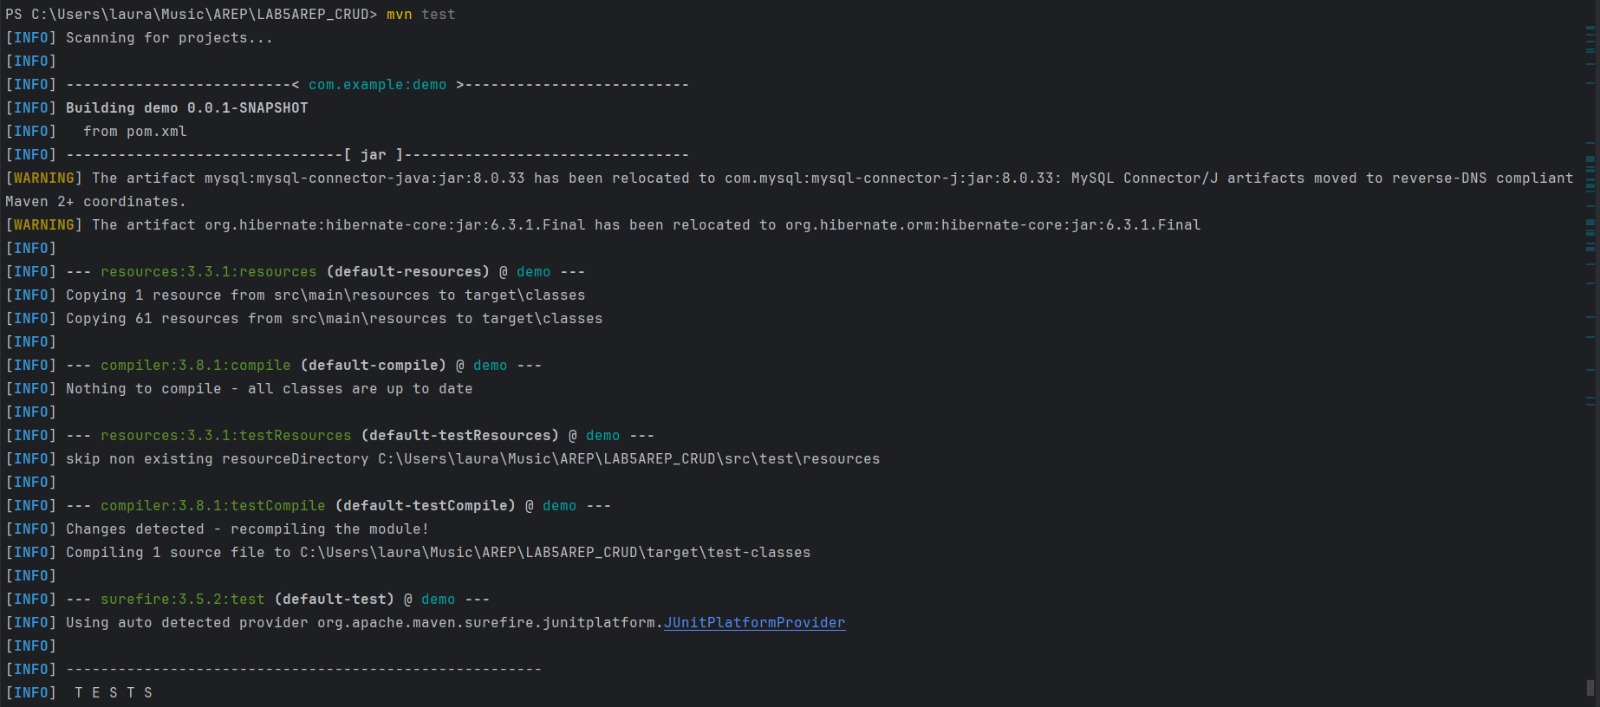 PS C:\Users\laura\Music\AREP\LAB5AREP_CRUD> mvn test
[INFO] Scanning for projects...
[INFO]
[INFO] --------------------------< com.example:demo >--------------------------
[INFO] Building demo 0.0.1-SNAPSHOT
[INFO]   from pom.xml
[INFO] --------------------------------[ jar ]---------------------------------
[WARNING] The artifact mysql:mysql-connector-java:jar:8.0.33 has been relocated to com.mysql:mysql-connector-j:jar:8.0.33: MySQL Connector/J artifacts moved to reverse-DNS compliant
Maven 2+ coordinates.
[WARNING] The artifact org.hibernate:hibernate-core:jar:6.3.1.Final has been relocated to org.hibernate.orm:hibernate-core:jar:6.3.1.Final
[INFO]
[INFO] --- resources:3.3.1:resources (default-resources) @ demo ---
[INFO] Copying 1 resource from src\main\resources to target\classes
[INFO] Copying 61 resources from src\main\resources to target\classes
[INFO]
[INFO] --- compiler:3.8.1:compile (default-compile) @ demo ---
[INFO] Nothing to compile - all classes are up to date
[INFO]
[INFO] --- resources:3.3.1:testResources (default-testResources) @ demo ---
[INFO] skip non existing resourceDirectory C:\Users\laura\Music\AREP\LAB5AREP_CRUD\src\test\resources
[INFO]
[INFO] --- compiler:3.8.1:testCompile (default-testCompile) @ demo ---
[INFO] Changes detected - recompiling the module!
[INFO] Compiling 1 source file to C:\Users\laura\Music\AREP\LAB5AREP_CRUD\target\test-classes
[INFO]
[INFO] --- surefire:3.5.2:test (default-test) @ demo ---
[INFO] Using auto detected provider org.apache.maven.surefire.junitplatform.JUnitPlatformProvider
[INFO]
[INFO] -------------------------------------------------------
[INFO]  T E S T S